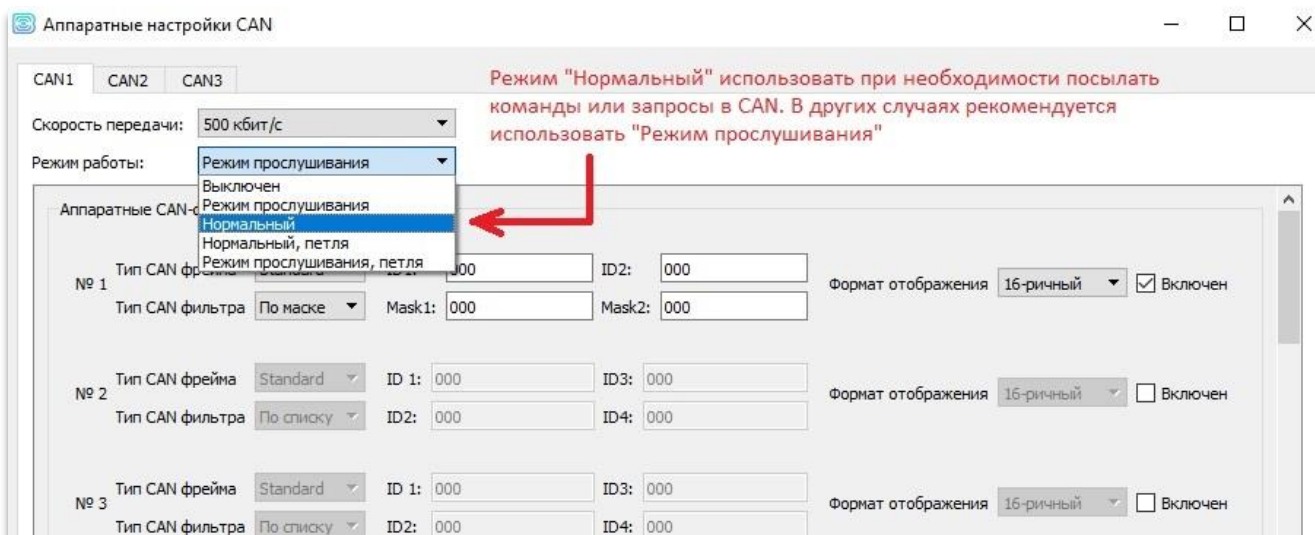 Аппаратные настройки CAN
CAN1 CAN2 CAN3
Режим "Нормальный" использовать при необходимости посылать
команды или запросы в CAN. В других случаях рекомендуется
использовать "Режим прослушивания"
Скорость передачи: 500 кбит/с
Режим работы: Режим прослушивания
Выключен
Режим прослушивания
Нормальный
Нормальный, петля
Режим прослушивания, петля
Аппаратные CAN-
№ 1
Тип CAN 000 ID2: 000
Тип CAN фильтра По маске Mask1: 000 Mask2: 000
Формат отображения 16-ричный Включен
№ 2
Тип CAN фрейма Standard ID 1: 000 ID3: 000
Тип CAN фильтра По списку ID2: 000 ID4: 000
Формат отображения 16-ричный Включен
№ 3
Тип CAN фрейма Standard ID 1: 000 ID3: 000
Тип CAN фильтра По списку ID2: 000 ID4: 000
Формат отображения 16-ричный Включен